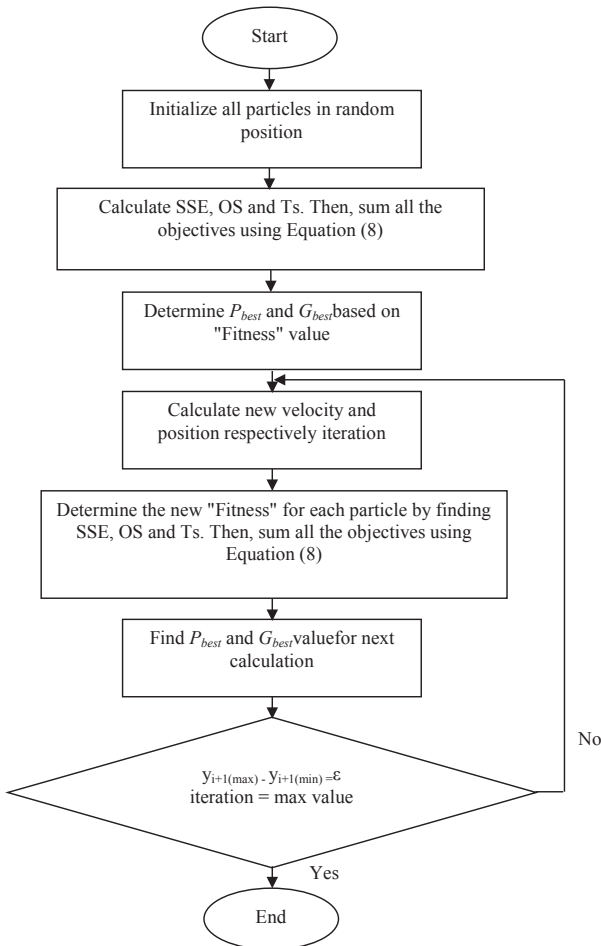 Start
Initialize all particles in random
position
Calculate SSE, OS and Ts. Then, sum all the
objectives using Equation (8)
Determine Pbest and Gbestbased on
"Fitness" value
Calculate new velocity and
position respectively iteration
Determine the new "Fitness" for each particle by finding
SSE, OS and Ts. Then, sum all the objectives using
Equation (8)
Find Pbest and Gbestvaluefor next
calculation
No
yi+1(max) - yi+1(min) =ε
iteration = max value
Yes
End